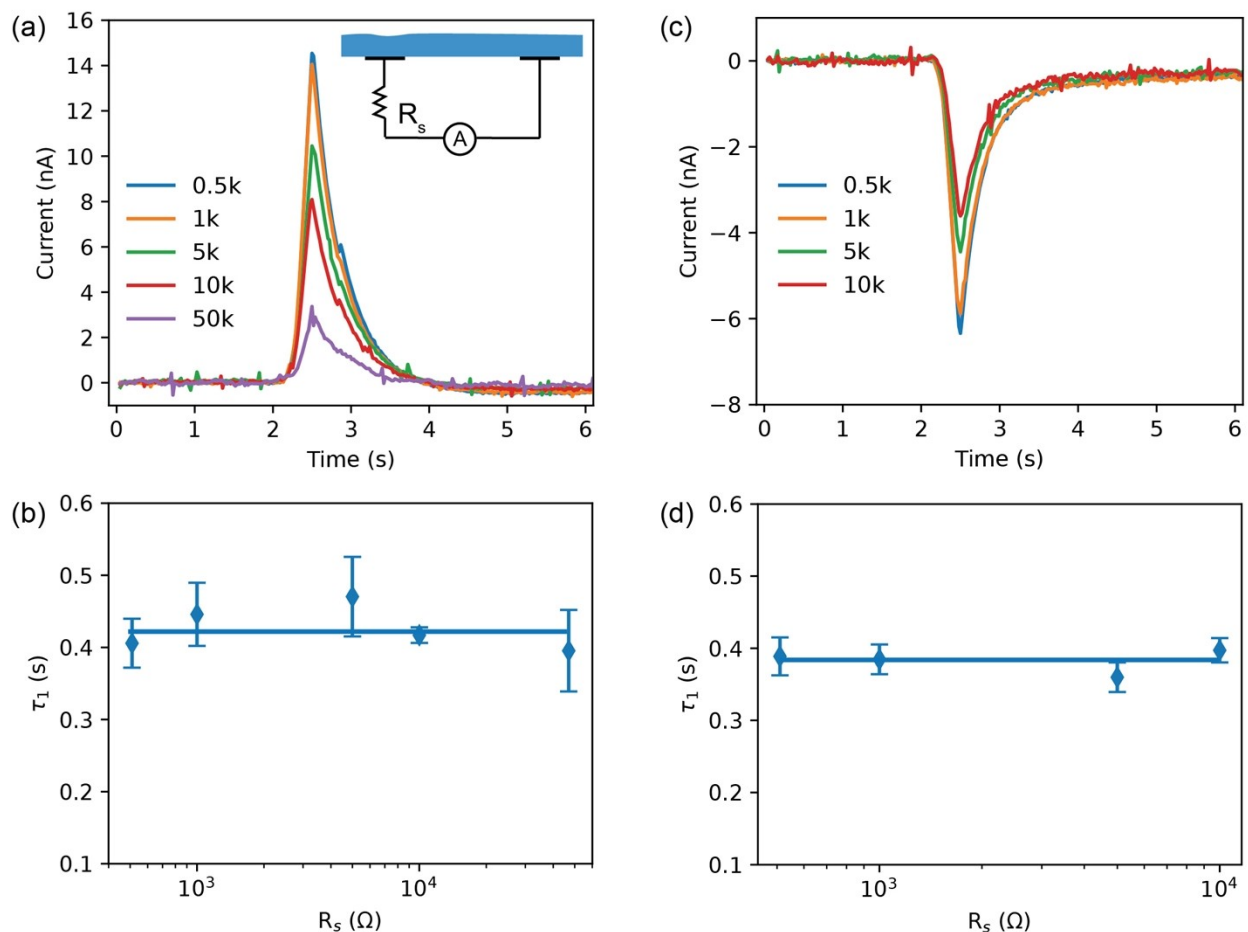 (a)
16
14
12
10
8
6
4
2
0
Current (nA)
0.5k
1k
5k
10k
50k
R_s
A
0 1 2 3 4 5 6
Time (s)
(c)
0
−2
−4
−6
−8
Current (nA)
0.5k
1k
5k
10k
0 1 2 3 4 5 6
Time (s)
(b)
0.6
0.5
0.4
0.3
0.2
0.1
τ₁ (s)
10³ 10⁴
R_s (Ω)
(d)
0.6
0.5
0.4
0.3
0.2
0.1
τ₁ (s)
10³ 10⁴
R_s (Ω)